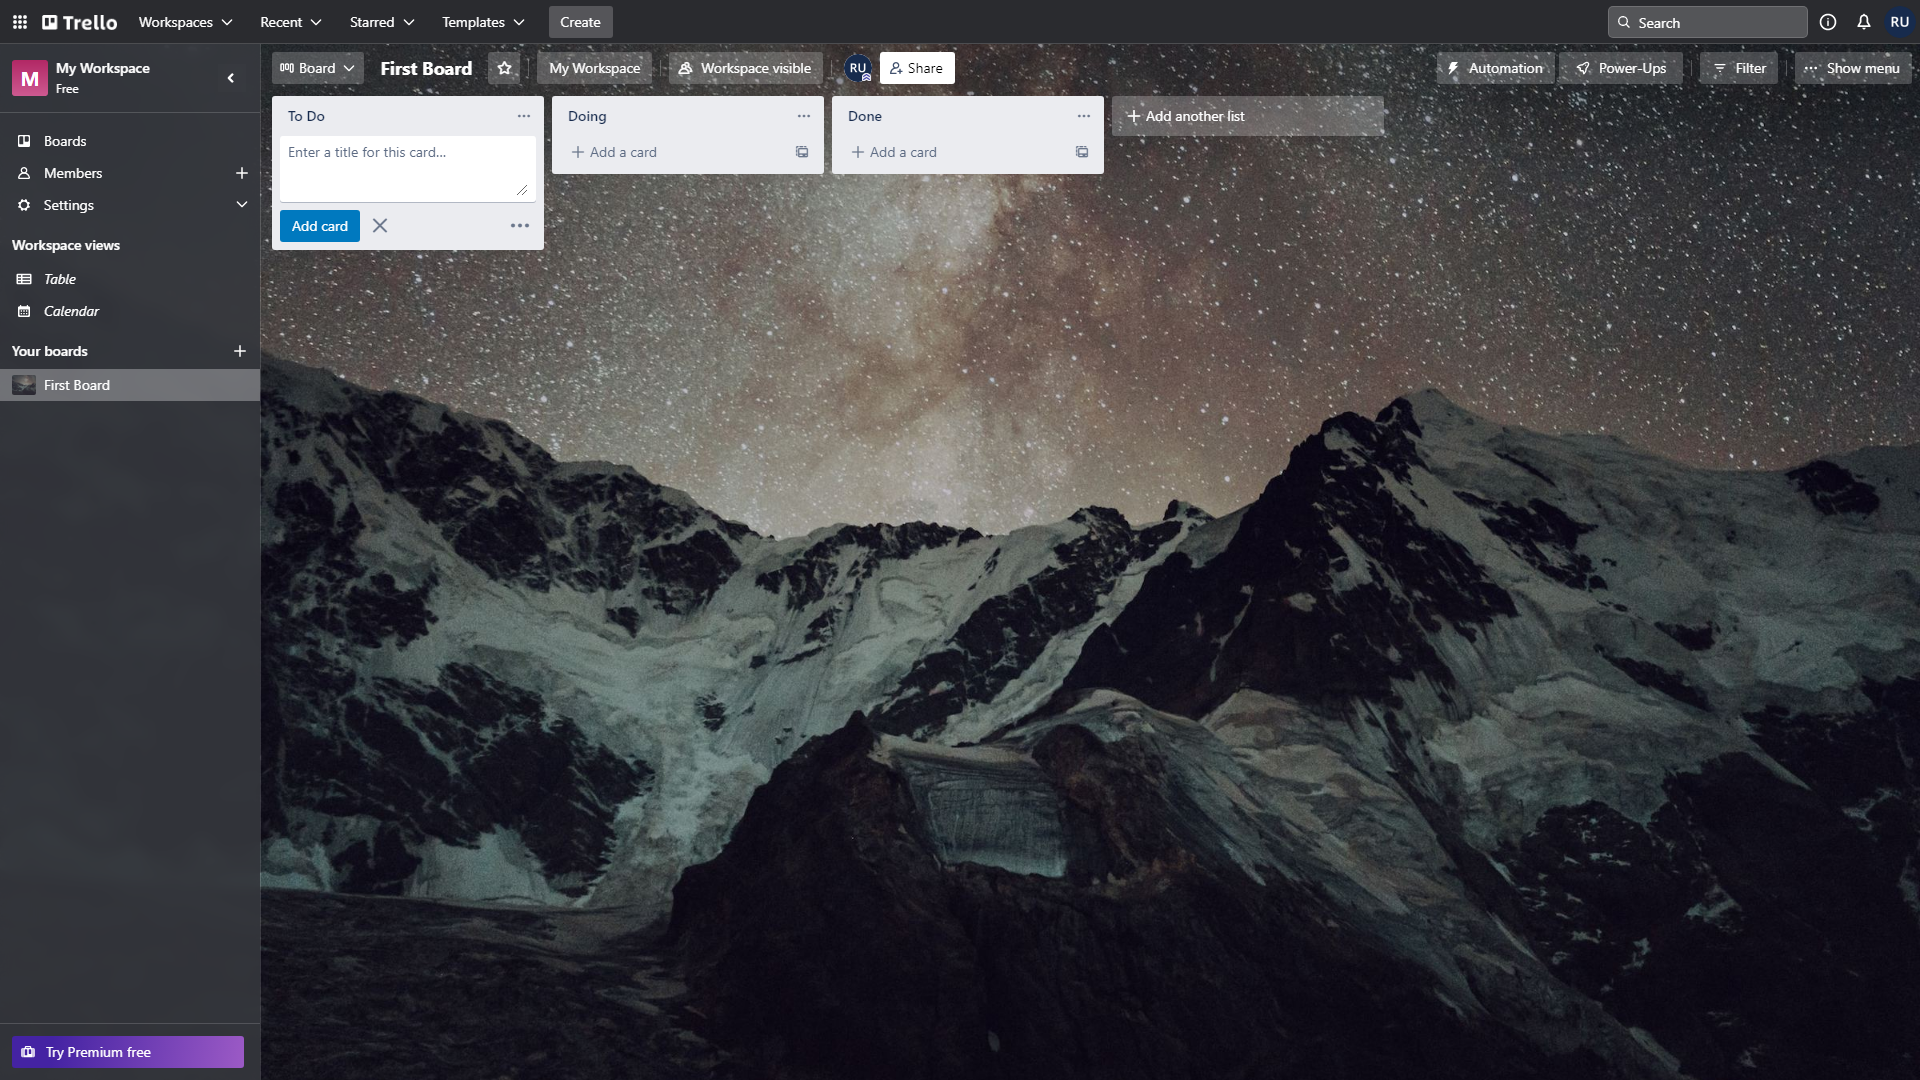 Trello
Workspaces
Recent
Starred
Templates
Create
Search
RU
M
My Workspace
Free
Board
First Board
My Workspace
Workspace visible
RU
Share
Automation
Power-Ups
Filter
Show menu
Boards
Members
Settings
Workspace views
Table
Calendar
Your boards
First Board
Try Premium free
To Do
Enter a title for this card...
Add card
Doing
Add a card
Done
Add a card
Add another list